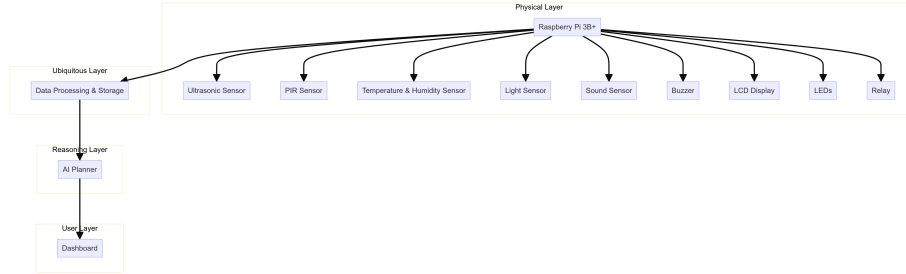 Physical Layer
Raspberry Pi 3B+
Ubiquitous Layer
Data Processing & Storage
Ultrasonic Sensor
PIR Sensor
Temperature & Humidity Sensor
Light Sensor
Sound Sensor
Buzzer
LCD Display
LEDs
Relay
Reasoning Layer
AI Planner
User Layer
Dashboard